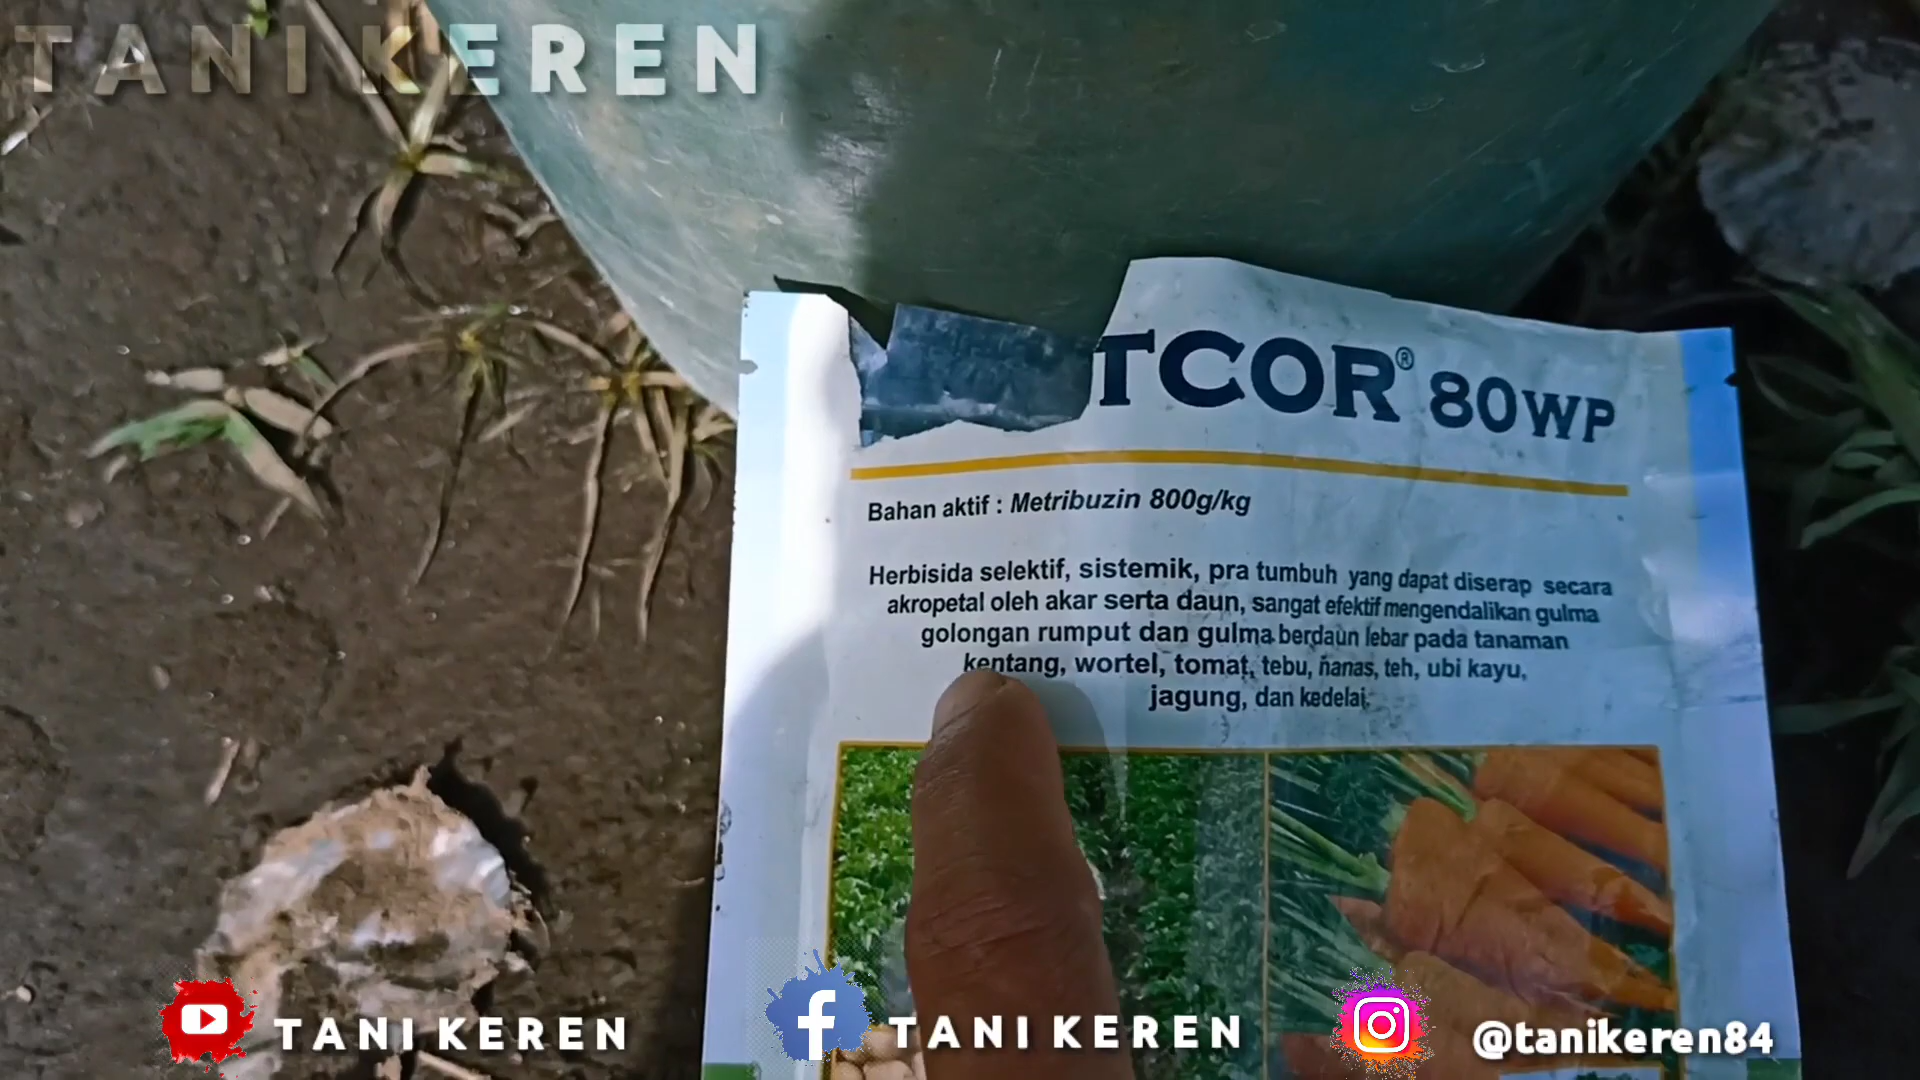 TANI KEREN
TCOR® 80WP
Bahan aktif : Metribuzin 800g/kg
Herbisida selektif, sistemik, pra tumbuh yang dapat diserap secara
akropetal oleh akar serta daun, sangat efektif mengendalikan gulma
golongan rumput dan gulma berdaun lebar pada tanaman
kentang, wortel, tomat, tebu, nanas, teh, ubi kayu,
jagung, dan kedelai.
TANI KEREN
TANI KEREN
@tanikeren84